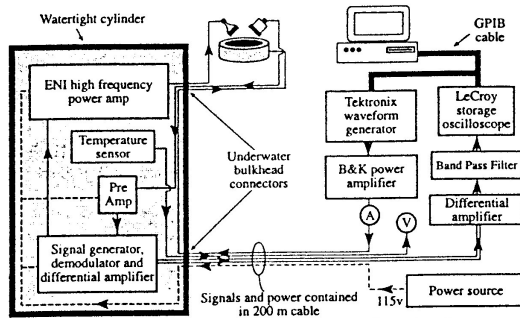 Watertight cylinder
GPIB
cable
ENI high frequency
power amp
Tektronix
waveform
generator
LeCroy
storage
oscilloscope
Temperature
sensor
Underwater
bulkhead
connectors
B&K power
amplifier
Band Pass Filter
Pre
Amp
A
V
Differential
amplifier
Signal generator,
demodulator and
differential amplifier
Signals and power contained
in 200 m cable
115v
Power source